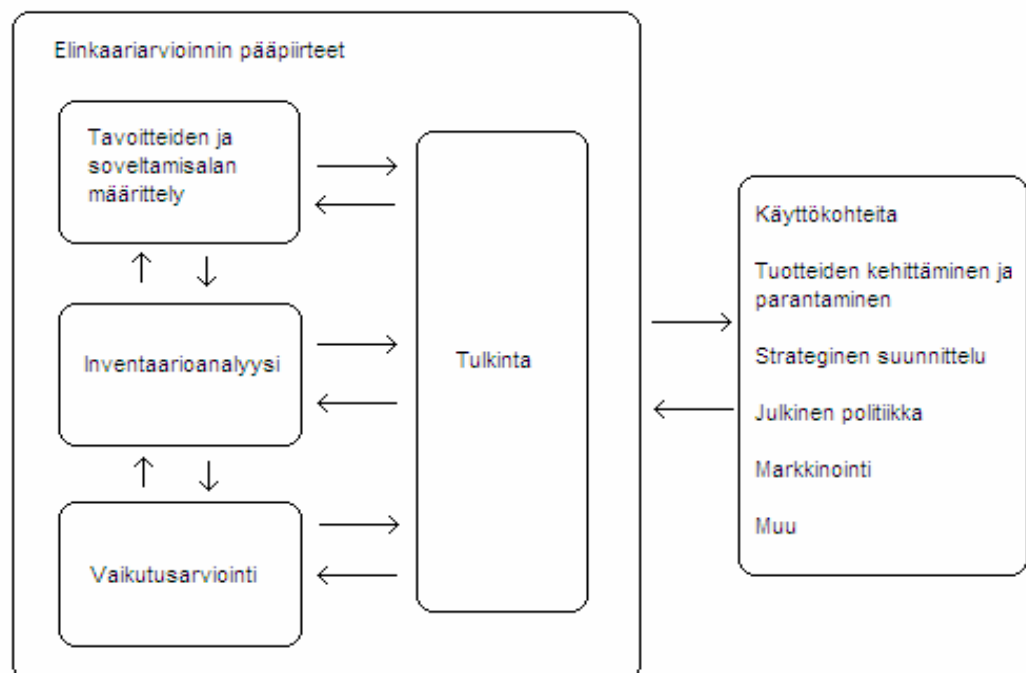 Elinkaariarvioinnin pääpiirteet
Tavoitteiden ja
soveltamisalan
määrittely
Inventaarioanalyysi
Vaikutusarviointi
Tulkinta
Käyttökohteita
Tuotteiden kehittäminen ja
parantaminen
Strateginen suunnittelu
Julkinen politiikka
Markkinointi
Muu